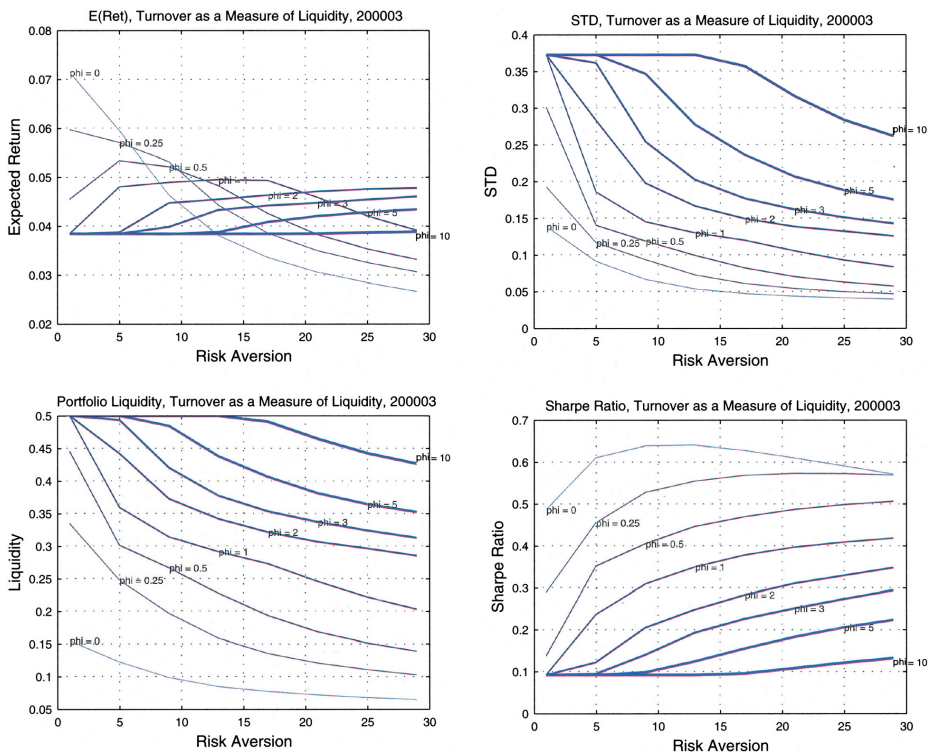 E(Ret), Turnover as a Measure of Liquidity, 200003
0.08
0.07
0.06
0.05
0.04
0.03
0.02
Expected Return
phi = 0
phi = 0.25
phi = 0.5
phi = 1
phi = 2
phi = 3
phi = 5
phi = 10
0 5 10 15 20 25 30
Risk Aversion
STD, Turnover as a Measure of Liquidity, 200003
0.4
0.35
0.3
0.25
0.2
0.15
0.1
0.05
0
STD
phi = 10
phi = 5
phi = 3
phi = 2
phi = 1
phi = 0.5
phi = 0.25
phi = 0
0 5 10 15 20 25 30
Risk Aversion
Portfolio Liquidity, Turnover as a Measure of Liquidity, 200003
0.5
0.45
0.4
0.35
0.3
0.25
0.2
0.15
0.1
0.05
Liquidity
phi = 10
phi = 5
phi = 3
phi = 2
phi = 1
phi = 0.5
phi = 0.25
phi = 0
0 5 10 15 20 25 30
Risk Aversion
Sharpe Ratio, Turnover as a Measure of Liquidity, 200003
0.7
0.6
0.5
0.4
0.3
0.2
0.1
0
Sharpe Ratio
phi = 0
phi = 0.25
phi = 0.5
phi = 1
phi = 2
phi = 3
phi = 5
phi = 10
0 5 10 15 20 25 30
Risk Aversion